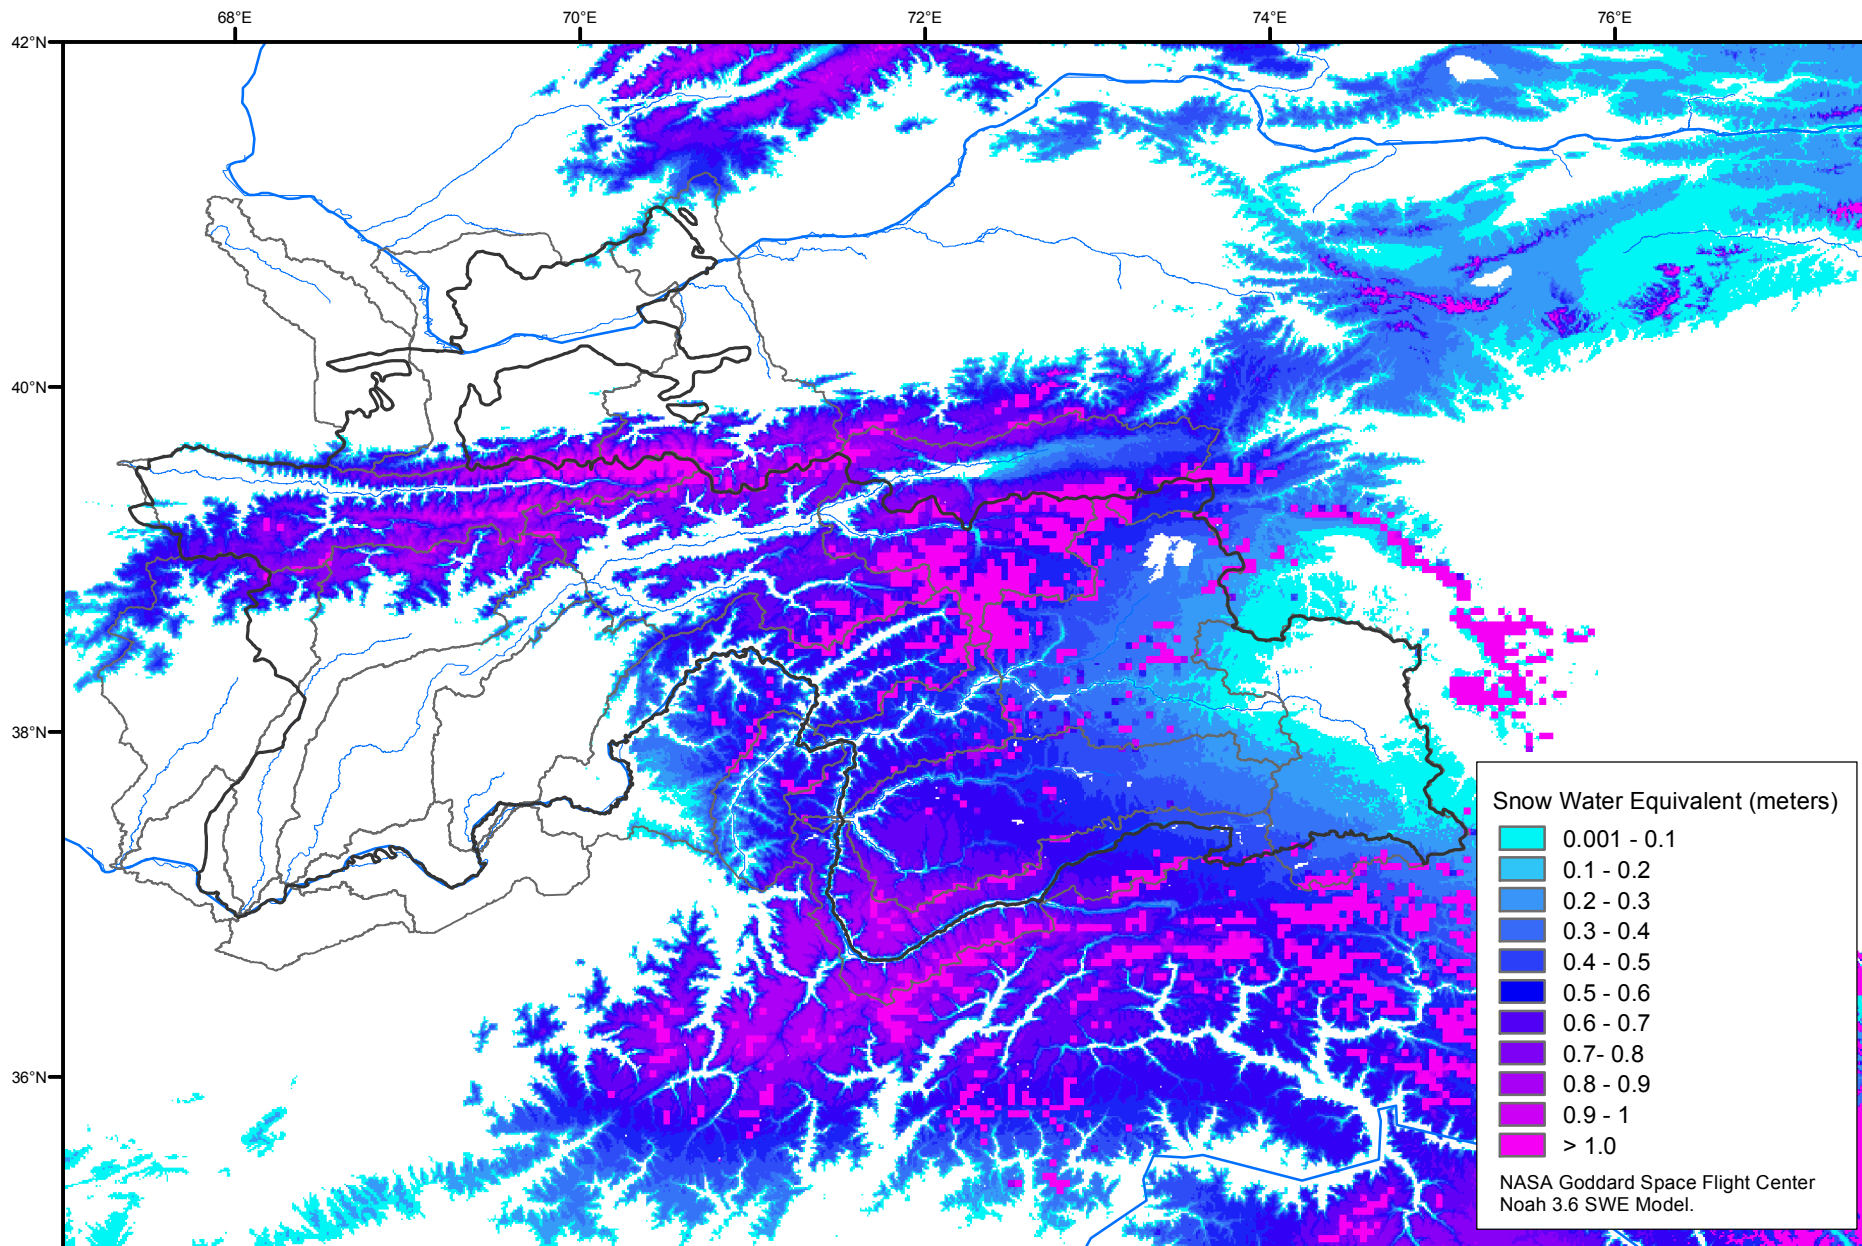 68°E
70°E
72°E
74°E
76°E
42°N
40°N
38°N
36°N
Snow Water Equivalent (meters)
0.001 - 0.1
0.1 - 0.2
0.2 - 0.3
0.3 - 0.4
0.4 - 0.5
0.5 - 0.6
0.6 - 0.7
0.7- 0.8
0.8 - 0.9
0.9 - 1
> 1.0
NASA Goddard Space Flight Center
Noah 3.6 SWE Model.